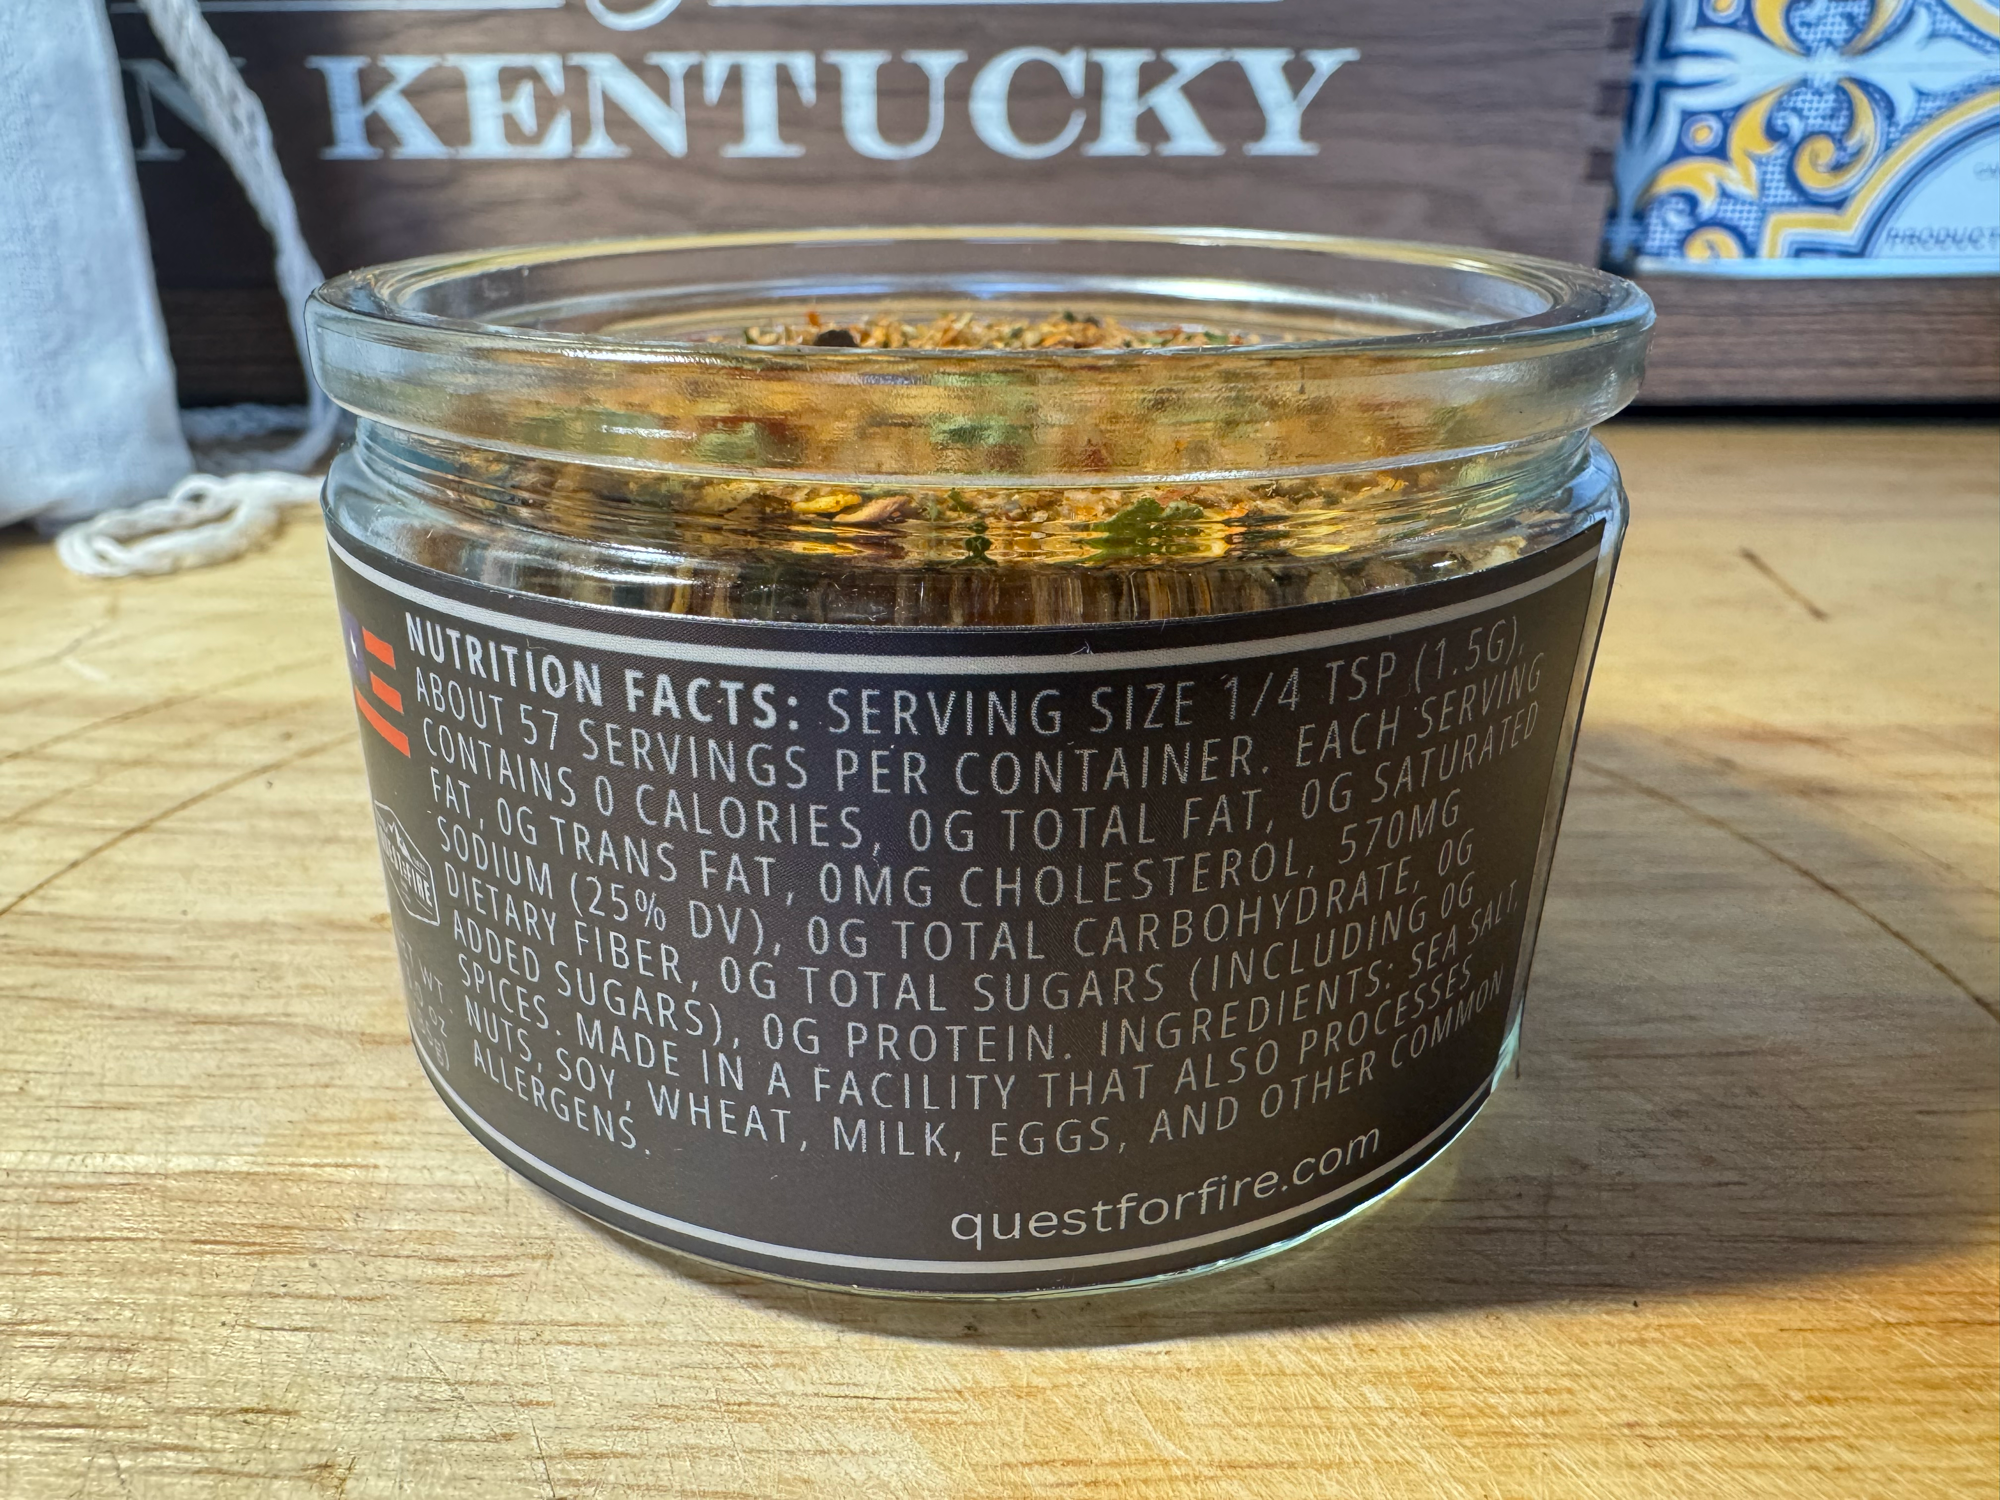 N KENTUCKY
PRODUCT
NUTRITION FACTS: SERVING SIZE 1/4 TSP (1.5G),
ABOUT 57 SERVINGS PER CONTAINER. EACH SERVING
CONTAINS 0 CALORIES, 0G TOTAL FAT, 0G SATURATED
FAT, 0G TRANS FAT, 0MG CHOLESTEROL, 570MG
SODIUM (25% DV), 0G TOTAL CARBOHYDRATE, 0G
DIETARY FIBER, 0G TOTAL SUGARS (INCLUDING 0G
ADDED SUGARS), 0G PROTEIN. INGREDIENTS: SEA SALT,
SPICES. MADE IN A FACILITY THAT ALSO PROCESSES
NUTS, SOY, WHEAT, MILK, EGGS, AND OTHER COMMON
ALLERGENS.
questforfire.com
WT
OZ